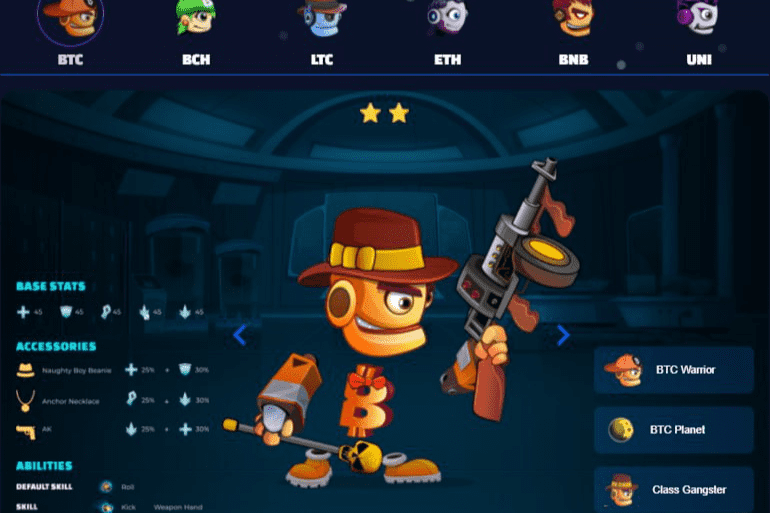 BTC BCH LTC ETH BNB UNI
BASE STATS
45 45 45 45 45
ACCESSORIES
Naughty Boy Beanie 25% + 30%
Anchor Necklace 25% + 30%
AK 25% + 30%
ABILITIES
DEFAULT SKILL Roll
SKILL Kick Weapon Hand
BTC Warrior
BTC Planet
Class Gangster